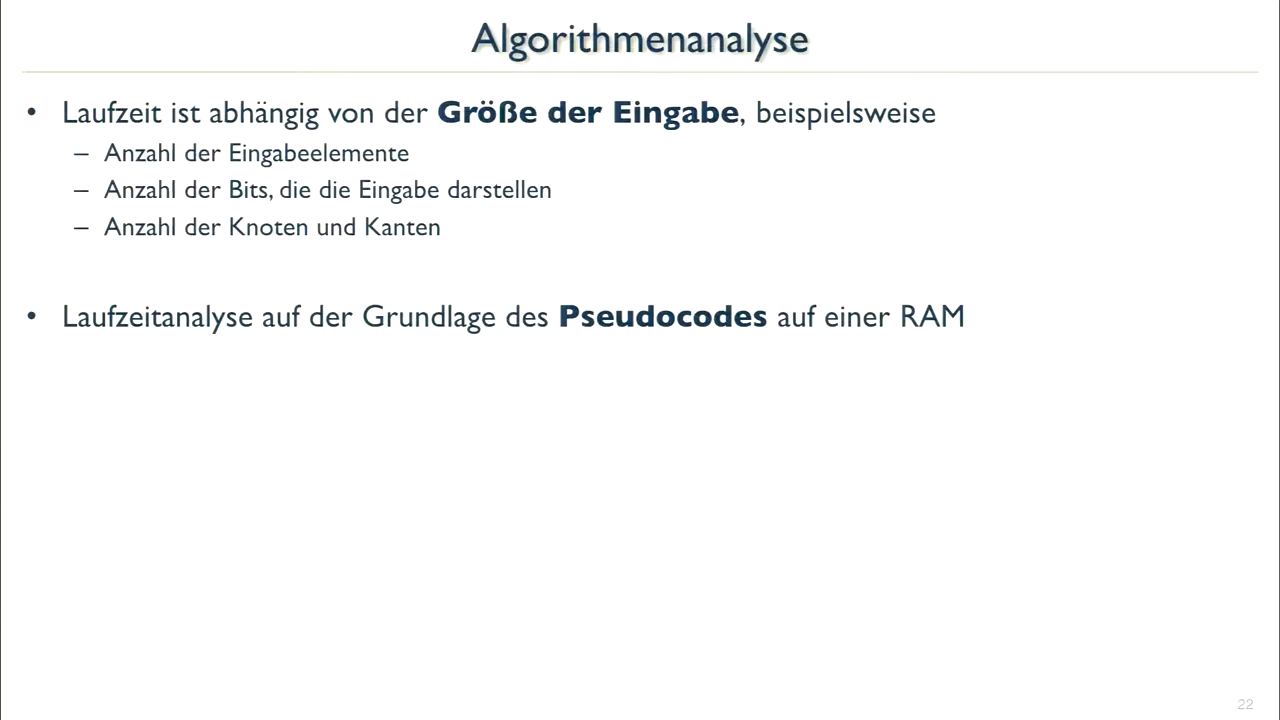 Algorithmenanalyse
• Laufzeit ist abhängig von der Größe der Eingabe, beispielsweise
– Anzahl der Eingabeelemente
– Anzahl der Bits, die die Eingabe darstellen
– Anzahl der Knoten und Kanten
• Laufzeitanalyse auf der Grundlage des Pseudocodes auf einer RAM
22